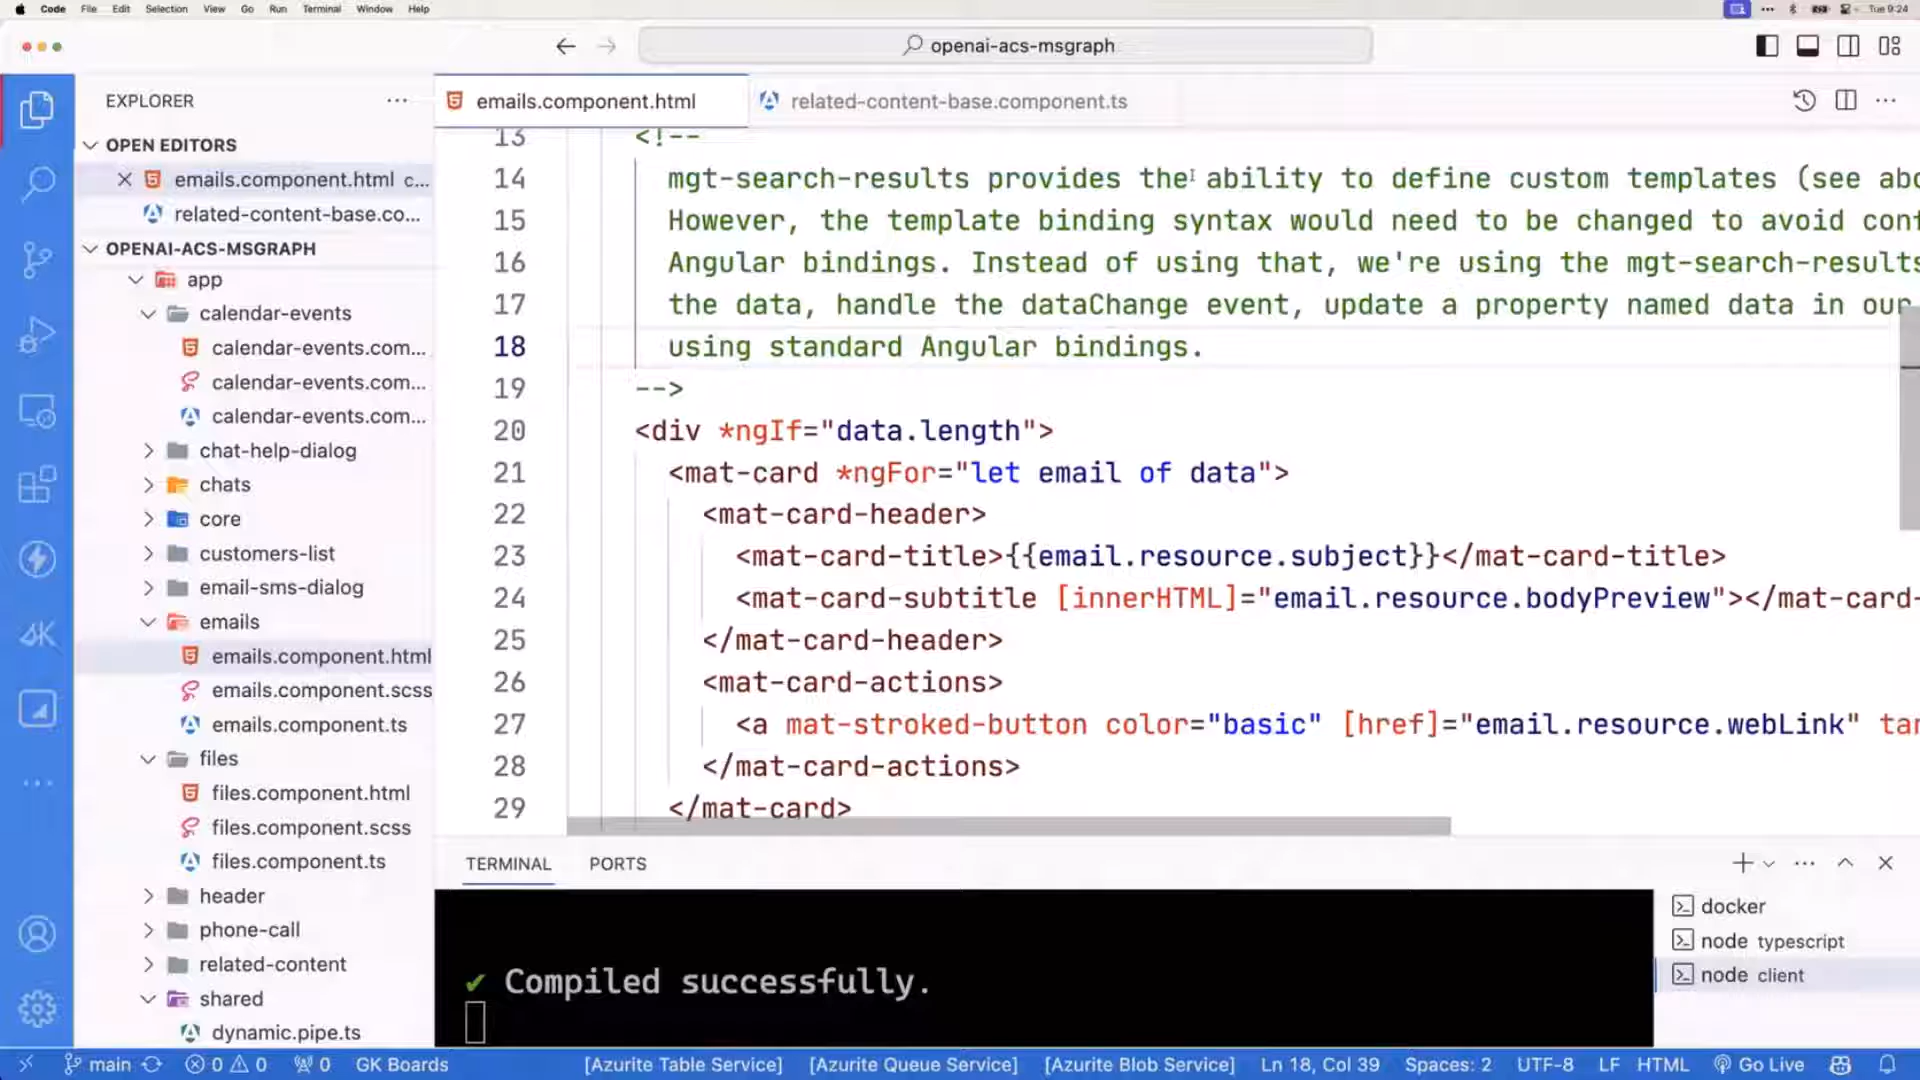 Code File Edit Selection View Go Run Terminal Window Help
Tue 9:24
openai-acs-msgraph
EXPLORER
OPEN EDITORS
emails.component.html c...
related-content-base.co...
OPENAI-ACS-MSGRAPH
app
calendar-events
calendar-events.com...
calendar-events.com...
calendar-events.com...
chat-help-dialog
chats
core
customers-list
email-sms-dialog
emails
emails.component.html
emails.component.scss
emails.component.ts
files
files.component.html
files.component.scss
files.component.ts
header
phone-call
related-content
shared
dynamic.pipe.ts
emails.component.html
related-content-base.component.ts
13 <!--
14 mgt-search-results provides the ability to define custom templates (see abo
15 However, the template binding syntax would need to be changed to avoid conf
16 Angular bindings. Instead of using that, we're using the mgt-search-results
17 the data, handle the dataChange event, update a property named data in our
18 using standard Angular bindings.
19 -->
20 <div *ngIf="data.length">
21 <mat-card *ngFor="let email of data">
22 <mat-card-header>
23 <mat-card-title>{{email.resource.subject}}</mat-card-title>
24 <mat-card-subtitle [innerHTML]="email.resource.bodyPreview"></mat-card-
25 </mat-card-header>
26 <mat-card-actions>
27 <a mat-stroked-button color="basic" [href]="email.resource.webLink" tar
28 </mat-card-actions>
29 </mat-card>
TERMINAL PORTS
✔ Compiled successfully.
docker
node typescript
node client
main 0 0 0 GK Boards [Azurite Table Service] [Azurite Queue Service] [Azurite Blob Service] Ln 18, Col 39 Spaces: 2 UTF-8 LF HTML Go Live